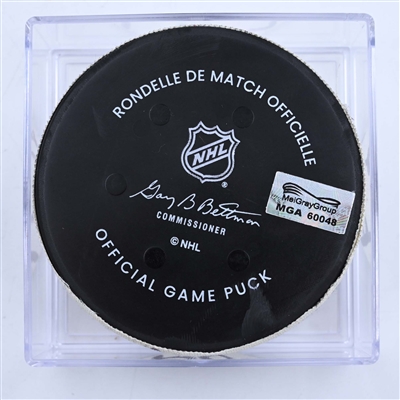 RONDELLE DE MATCH OFFICIELLE
NHL
Gary B Bettman
COMMISSIONER
© NHL
OFFICIAL GAME PUCK
MeiGrayGroup
MGA 60048